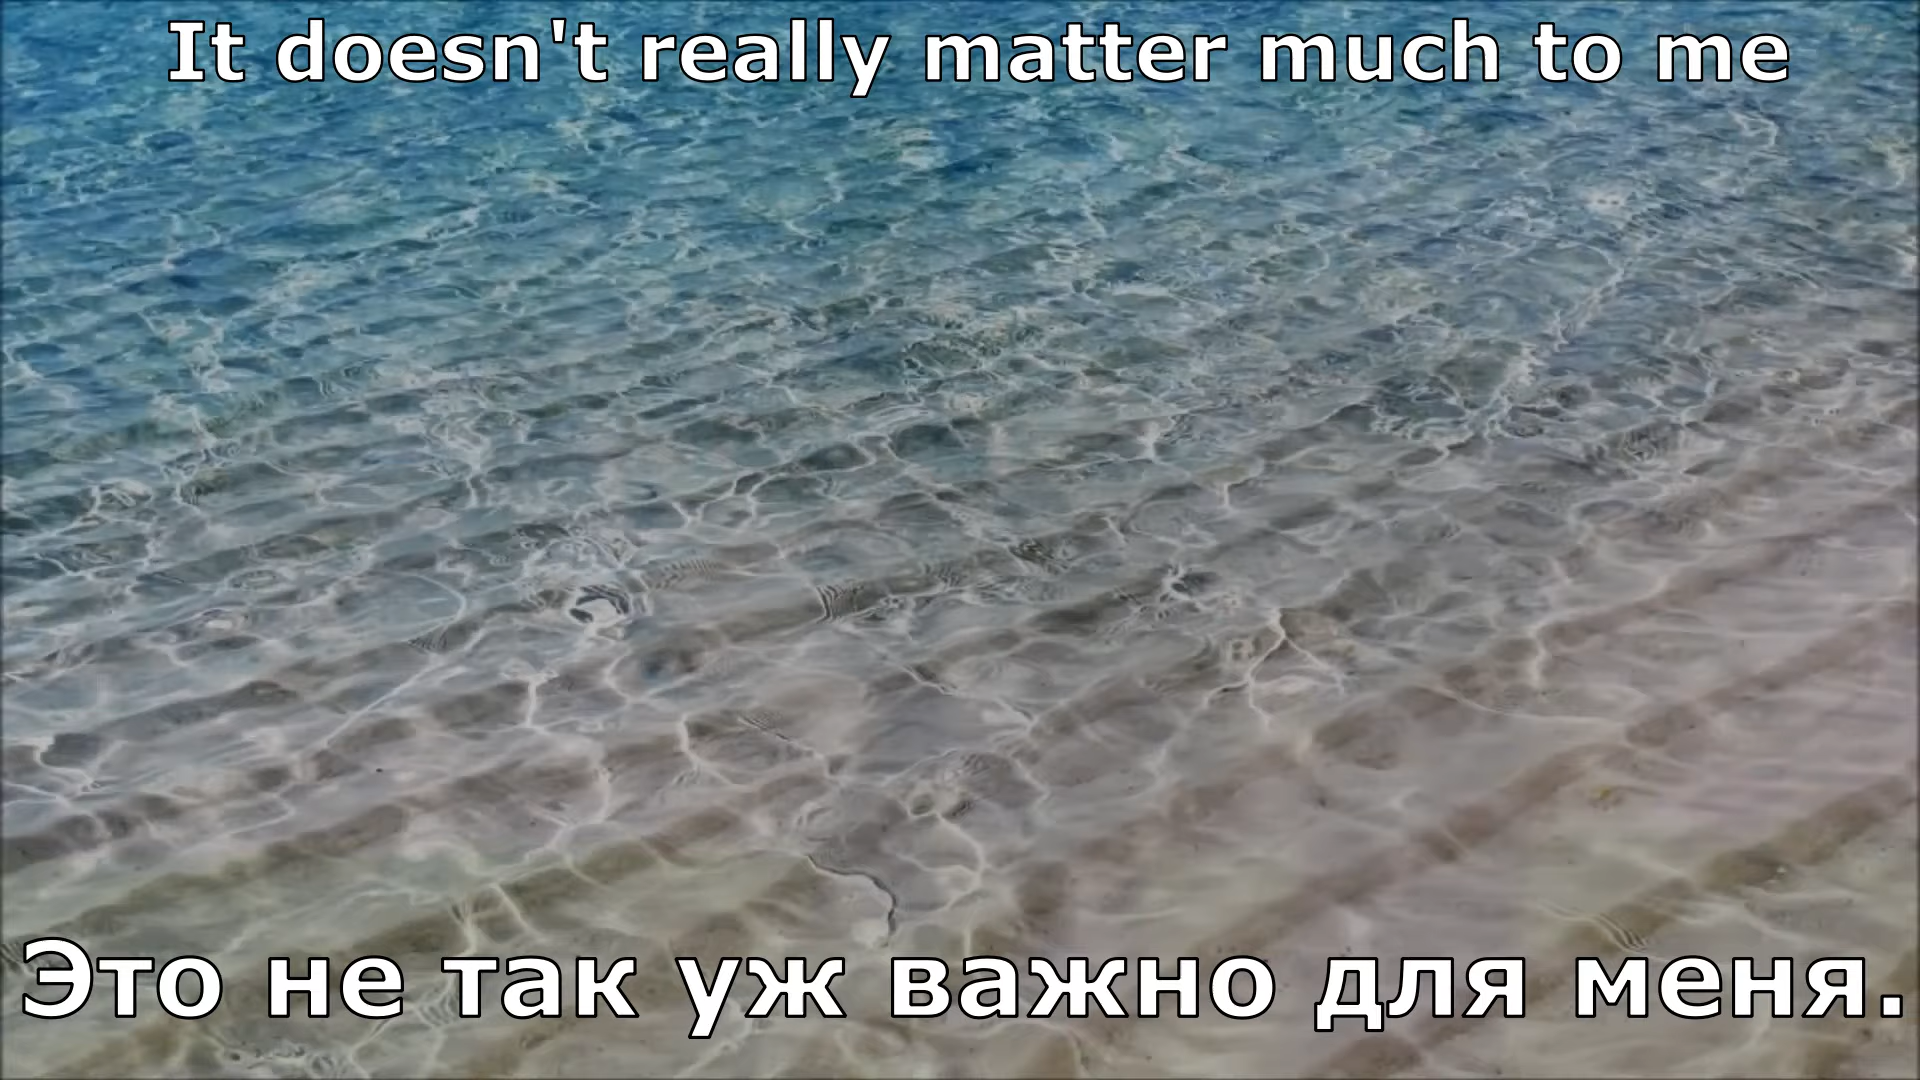 It doesn't really matter much to me
Это не так уж важно для меня.